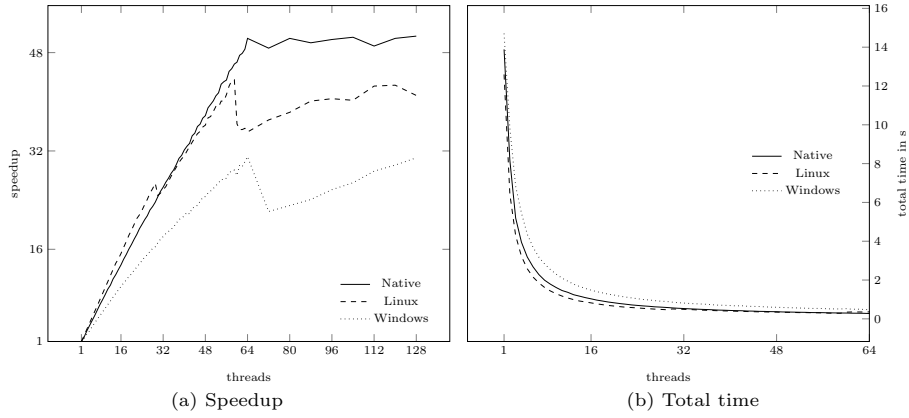 48
32
16
1
speedup
Native
Linux
Windows
1 16 32 48 64 80 96 112 128
threads
(a) Speedup
16
14
12
10
8
6
4
2
0
total time in s
Native
Linux
Windows
1 16 32 48 64
threads
(b) Total time